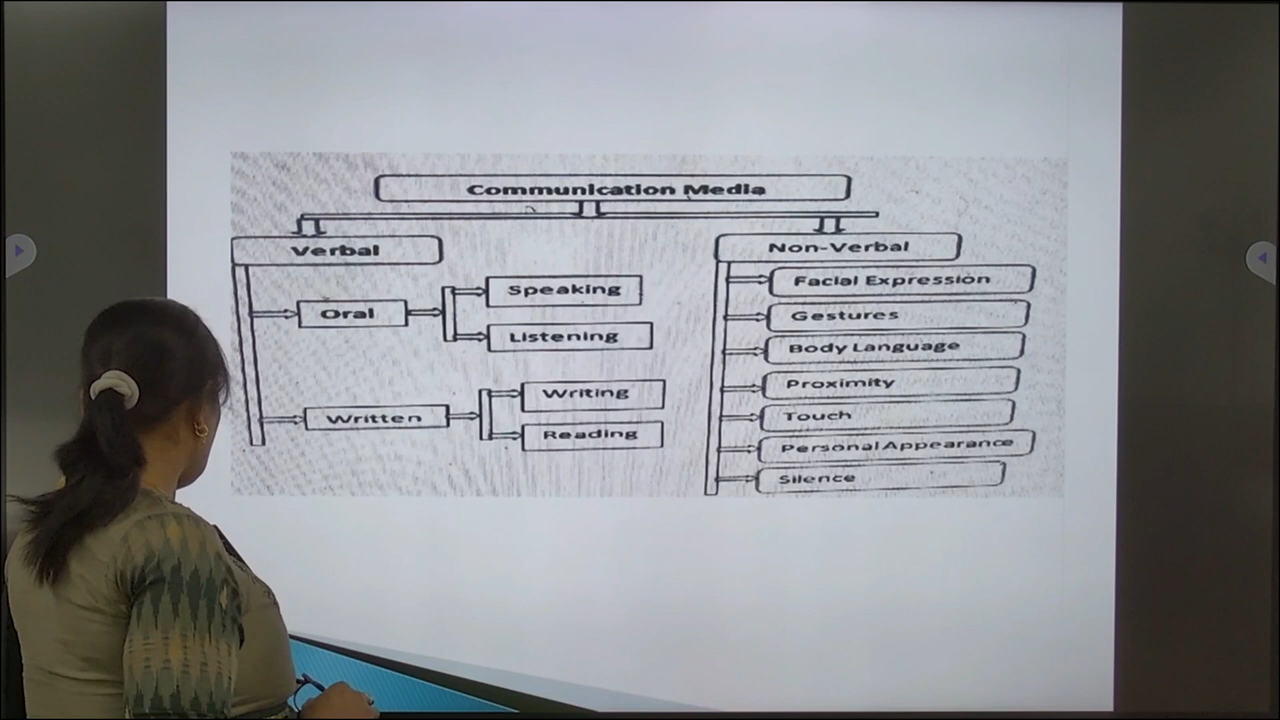 Communication Media
Verbal
Non-Verbal
Oral
Speaking
Listening
Written
Writing
Reading
Facial Expression
Gestures
Body Language
Proximity
Touch
Personal Appearance
Silence